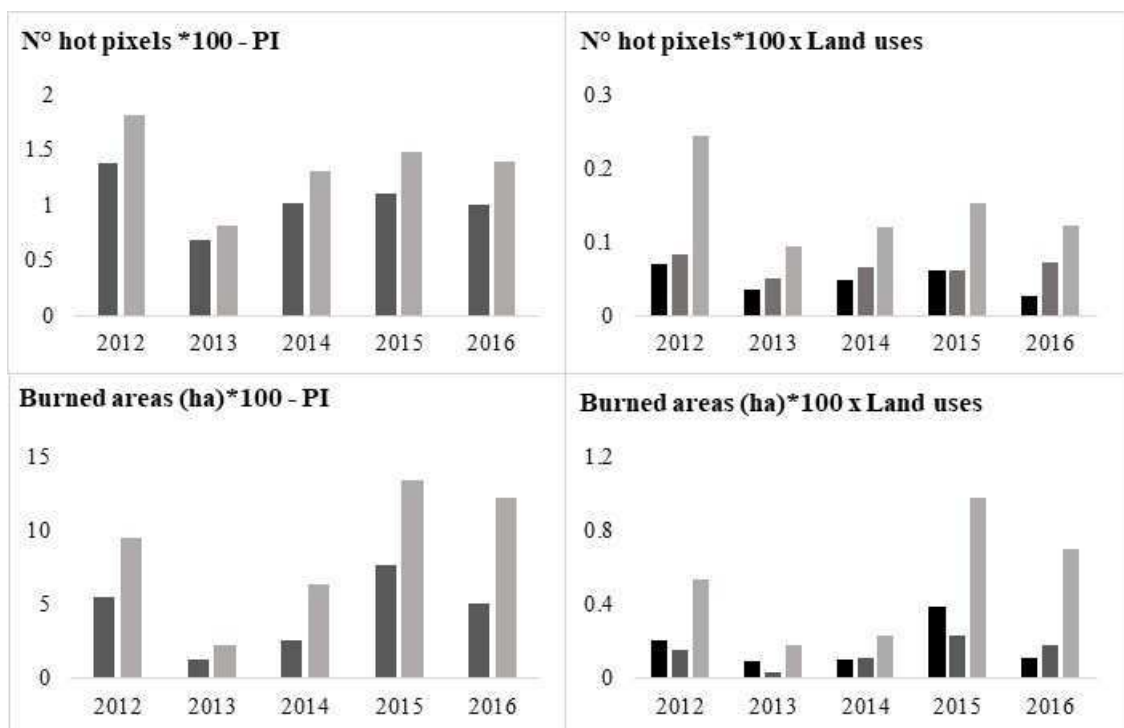 N° hot pixels *100 - PI
2
1.5
1
0.5
0
2012 2013 2014 2015 2016
N° hot pixels*100 x Land uses
0.3
0.2
0.1
0
2012 2013 2014 2015 2016
Burned areas (ha)*100 - PI
15
10
5
0
2012 2013 2014 2015 2016
Burned areas (ha)*100 x Land uses
1.2
0.8
0.4
0
2012 2013 2014 2015 2016